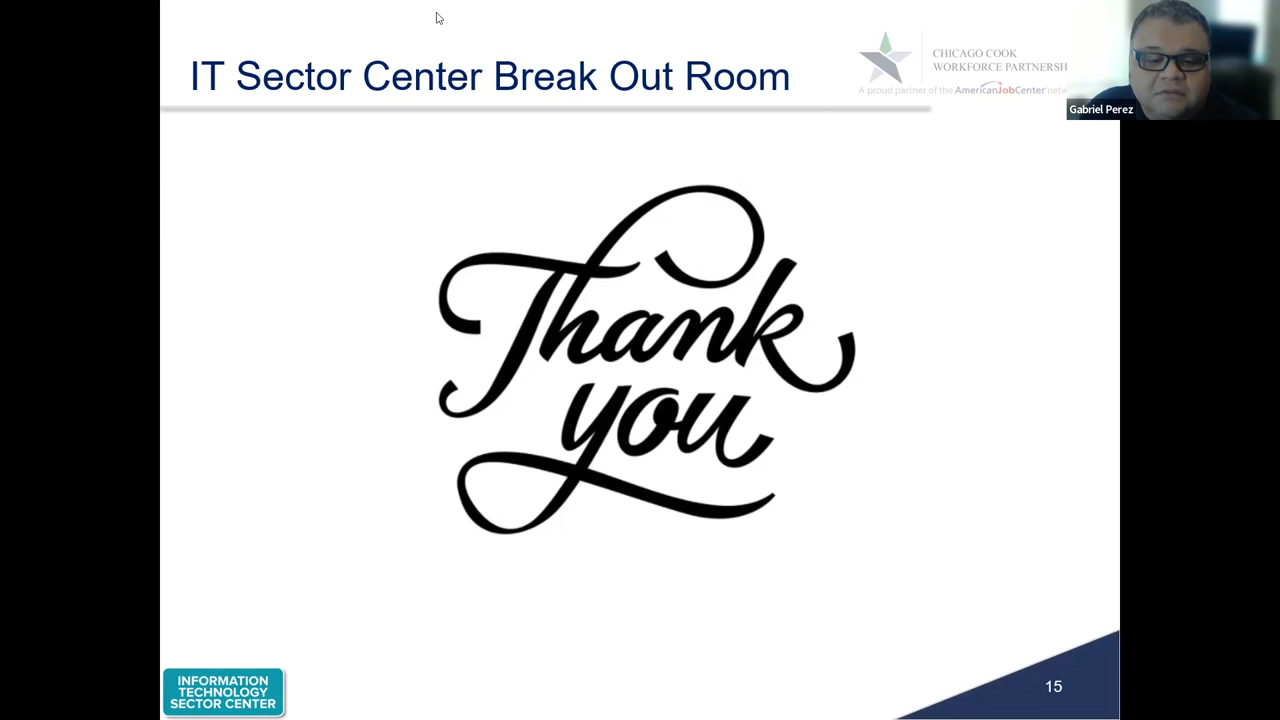 IT Sector Center Break Out Room
CHICAGO COOK
WORKFORCE PARTNERSH
A proud partner of the AmericanJobCenter netw
Gabriel Perez
Thank
you
INFORMATION
TECHNOLOGY
SECTOR CENTER
15